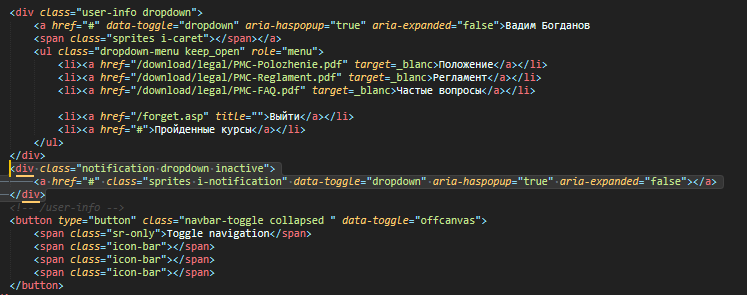 <div class="user-info dropdown">
<a href="#" data-toggle="dropdown" aria-haspopup="true" aria-expanded="false">Вадим Богданов
<span class="sprites i-caret"></span></a>
<ul class="dropdown-menu keep_open" role="menu">
<li><a href="/download/legal/PMC-Polozhenie.pdf" target=_blanc>Положение</a></li>
<li><a href="/download/legal/PMC-Reglament.pdf" target=_blanc>Регламент</a></li>
<li><a href="/download/legal/PMC-FAQ.pdf" target=_blanc>Частые вопросы</a></li>
<li><a href="/forget.asp" title="">Выйти</a></li>
<li><a href="#">Пройденные курсы</a></li>
</ul>
</div>
<div class="notification dropdown inactive">
<a href="#" class="sprites i-notification" data-toggle="dropdown" aria-haspopup="true" aria-expanded="false"></a>
</div>
<!-- /user-info -->
<button type="button" class="navbar-toggle collapsed " data-toggle="offcanvas">
<span class="sr-only">Toggle navigation</span>
<span class="icon-bar"></span>
<span class="icon-bar"></span>
<span class="icon-bar"></span>
</button>